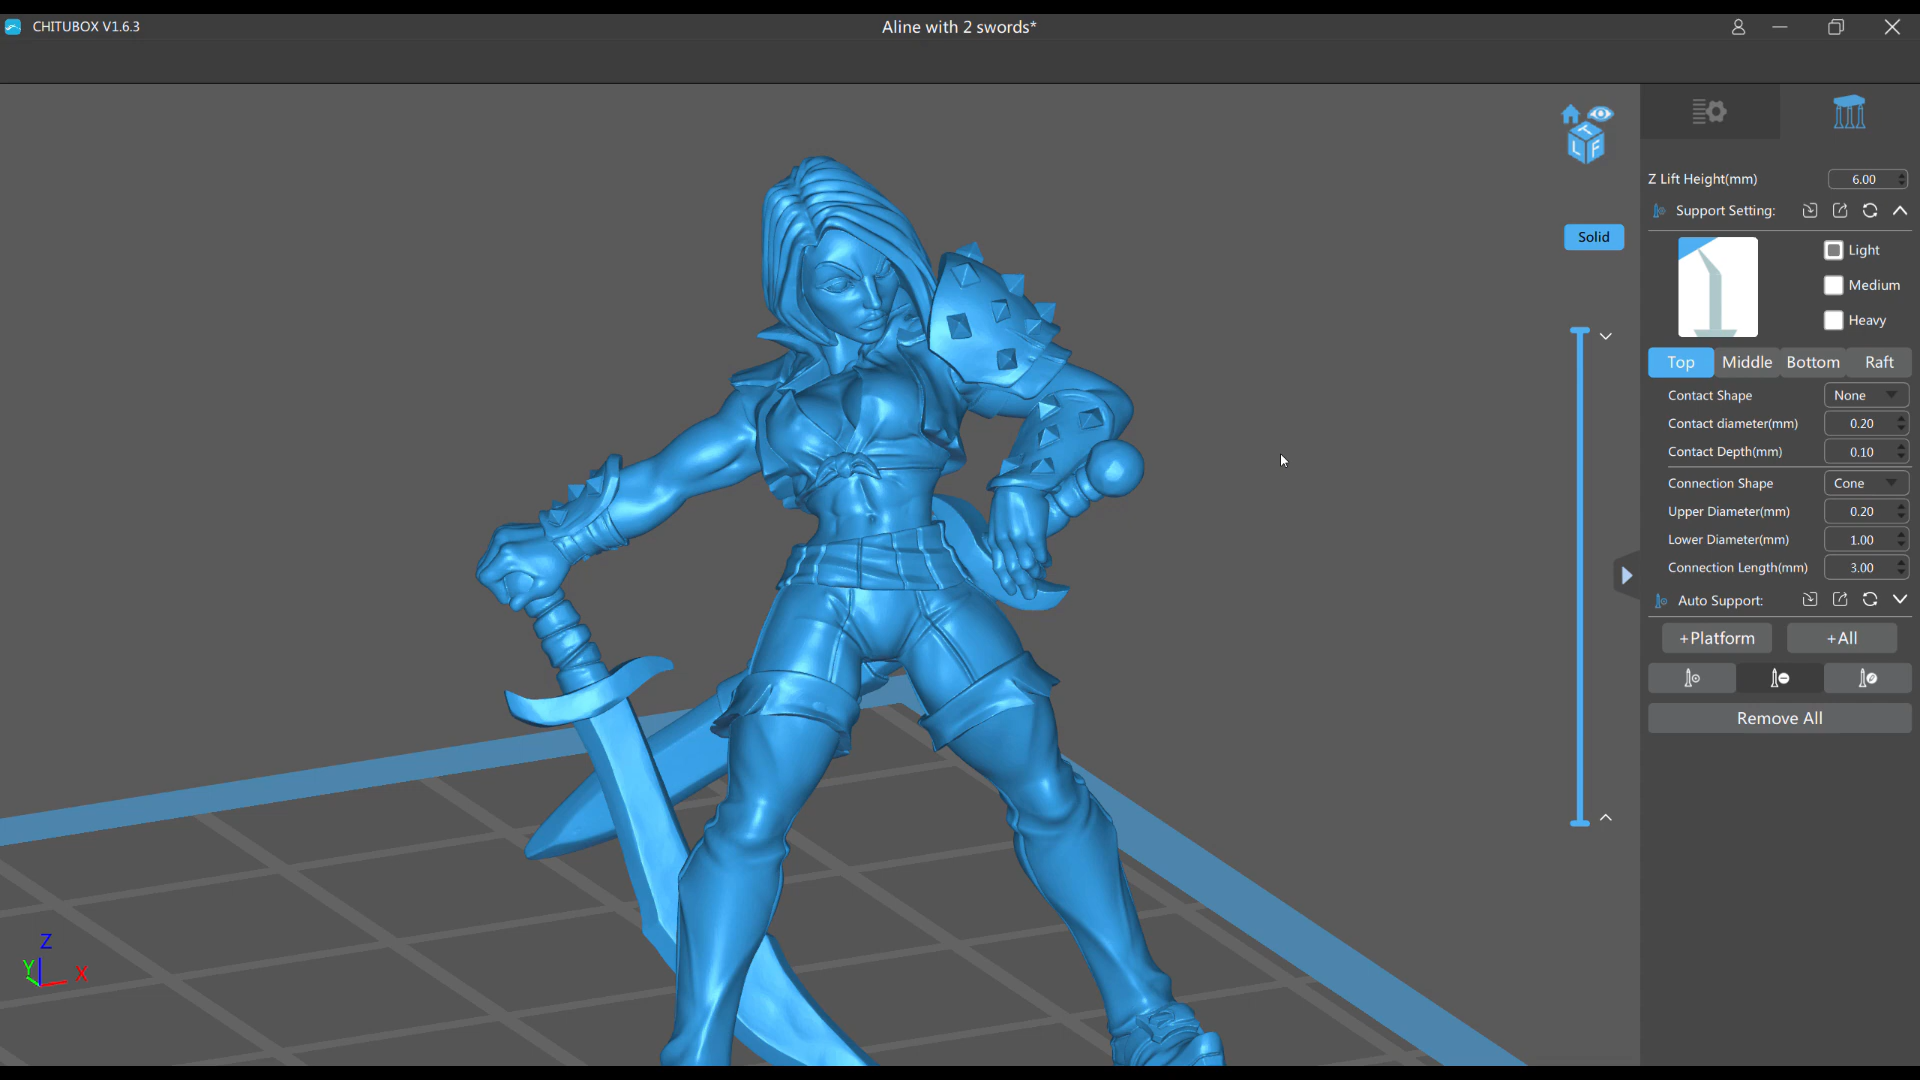 CHITUBOX V1.6.3
Aline with 2 swords*
T
L F
Solid
Z Lift Height(mm) 6.00
Support Setting:
Light
Medium
Heavy
Top Middle Bottom Raft
Contact Shape None
Contact diameter(mm) 0.20
Contact Depth(mm) 0.10
Connection Shape Cone
Upper Diameter(mm) 0.20
Lower Diameter(mm) 1.00
Connection Length(mm) 3.00
Auto Support:
+Platform +All
Remove All
Z
Y X